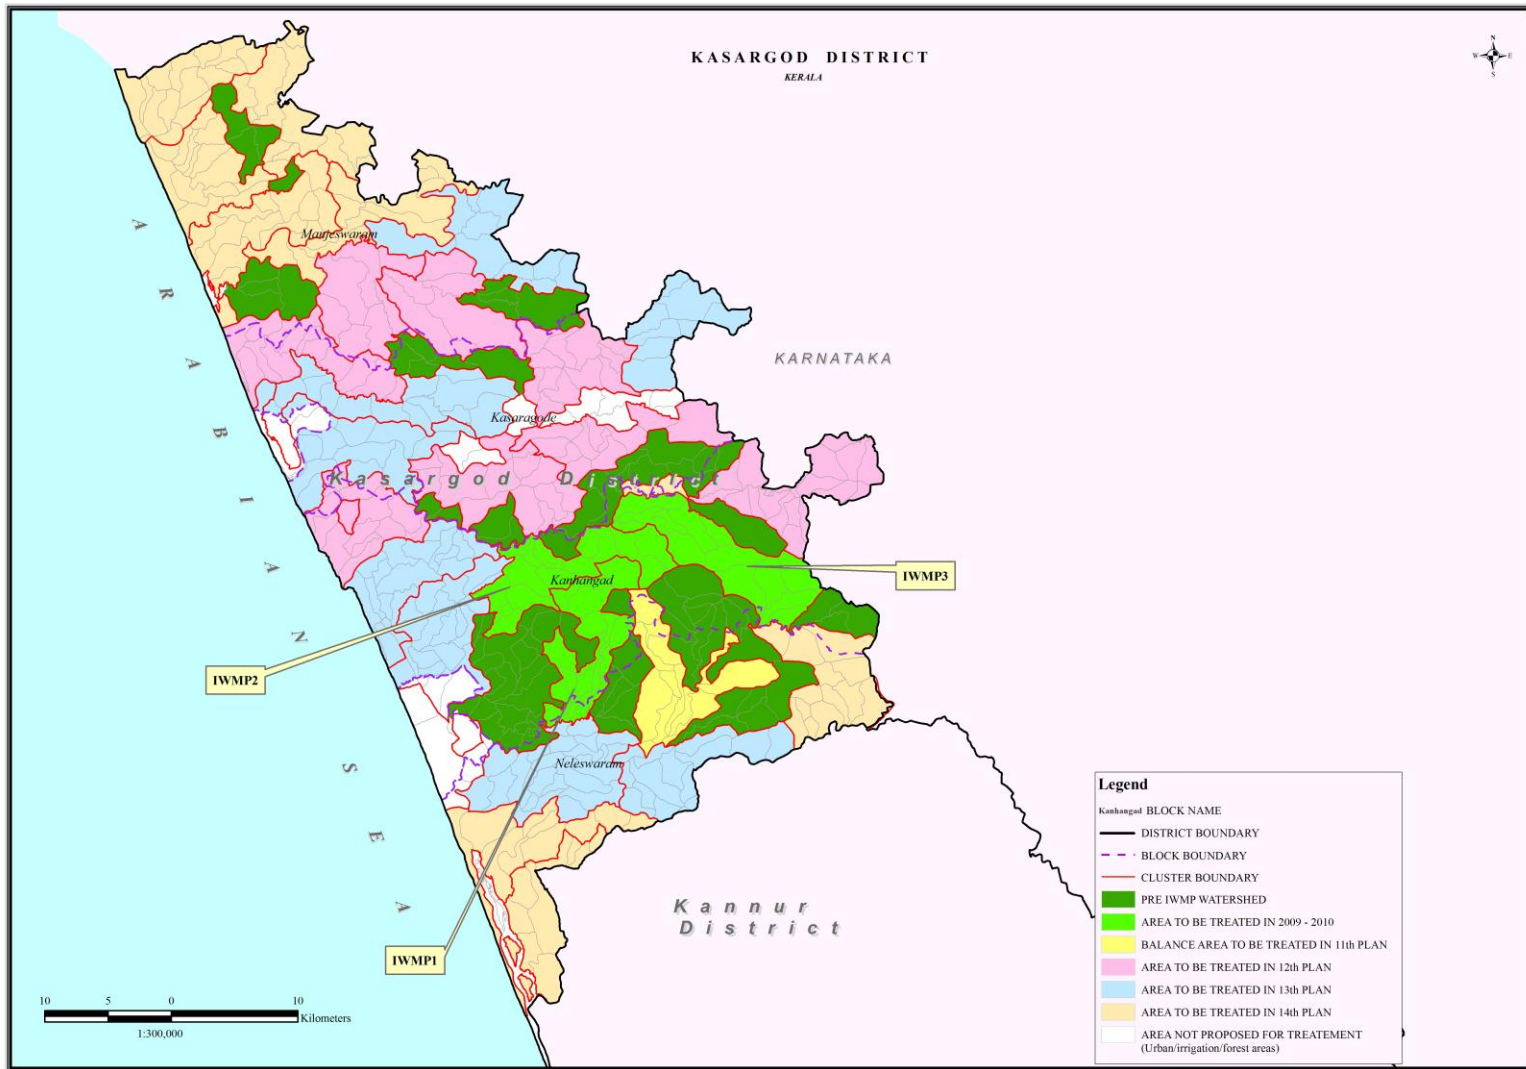 KASARGOD DISTRICT
KERALA
N
W E
S
ARABIAN SEA
Manjeswaram
KARNATAKA
Kasaragode
Kasargod District
Kanhangad
IWMP3
IWMP2
Neleswaram
Kannur
District
IWMP1
10 5 0 10
Kilometers
1:300,000
Legend
Kanhangad BLOCK NAME
DISTRICT BOUNDARY
BLOCK BOUNDARY
CLUSTER BOUNDARY
PRE IWMP WATERSHED
AREA TO BE TREATED IN 2009 - 2010
BALANCE AREA TO BE TREATED IN 11th PLAN
AREA TO BE TREATED IN 12th PLAN
AREA TO BE TREATED IN 13th PLAN
AREA TO BE TREATED IN 14th PLAN
AREA NOT PROPOSED FOR TREATEMENT
(Urban/irrigation/forest areas)